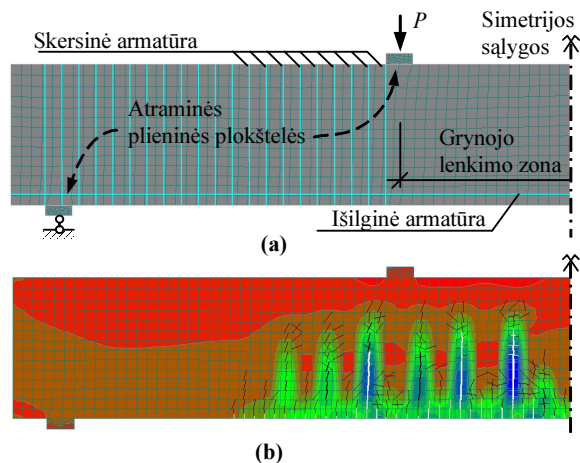 P
Simetrijos
sąlygos
Skersinė armatūra
Atraminės
plieninės plokštelės
Grynojo
lenkimo zona
Išilginė armatūra
(a)
(b)